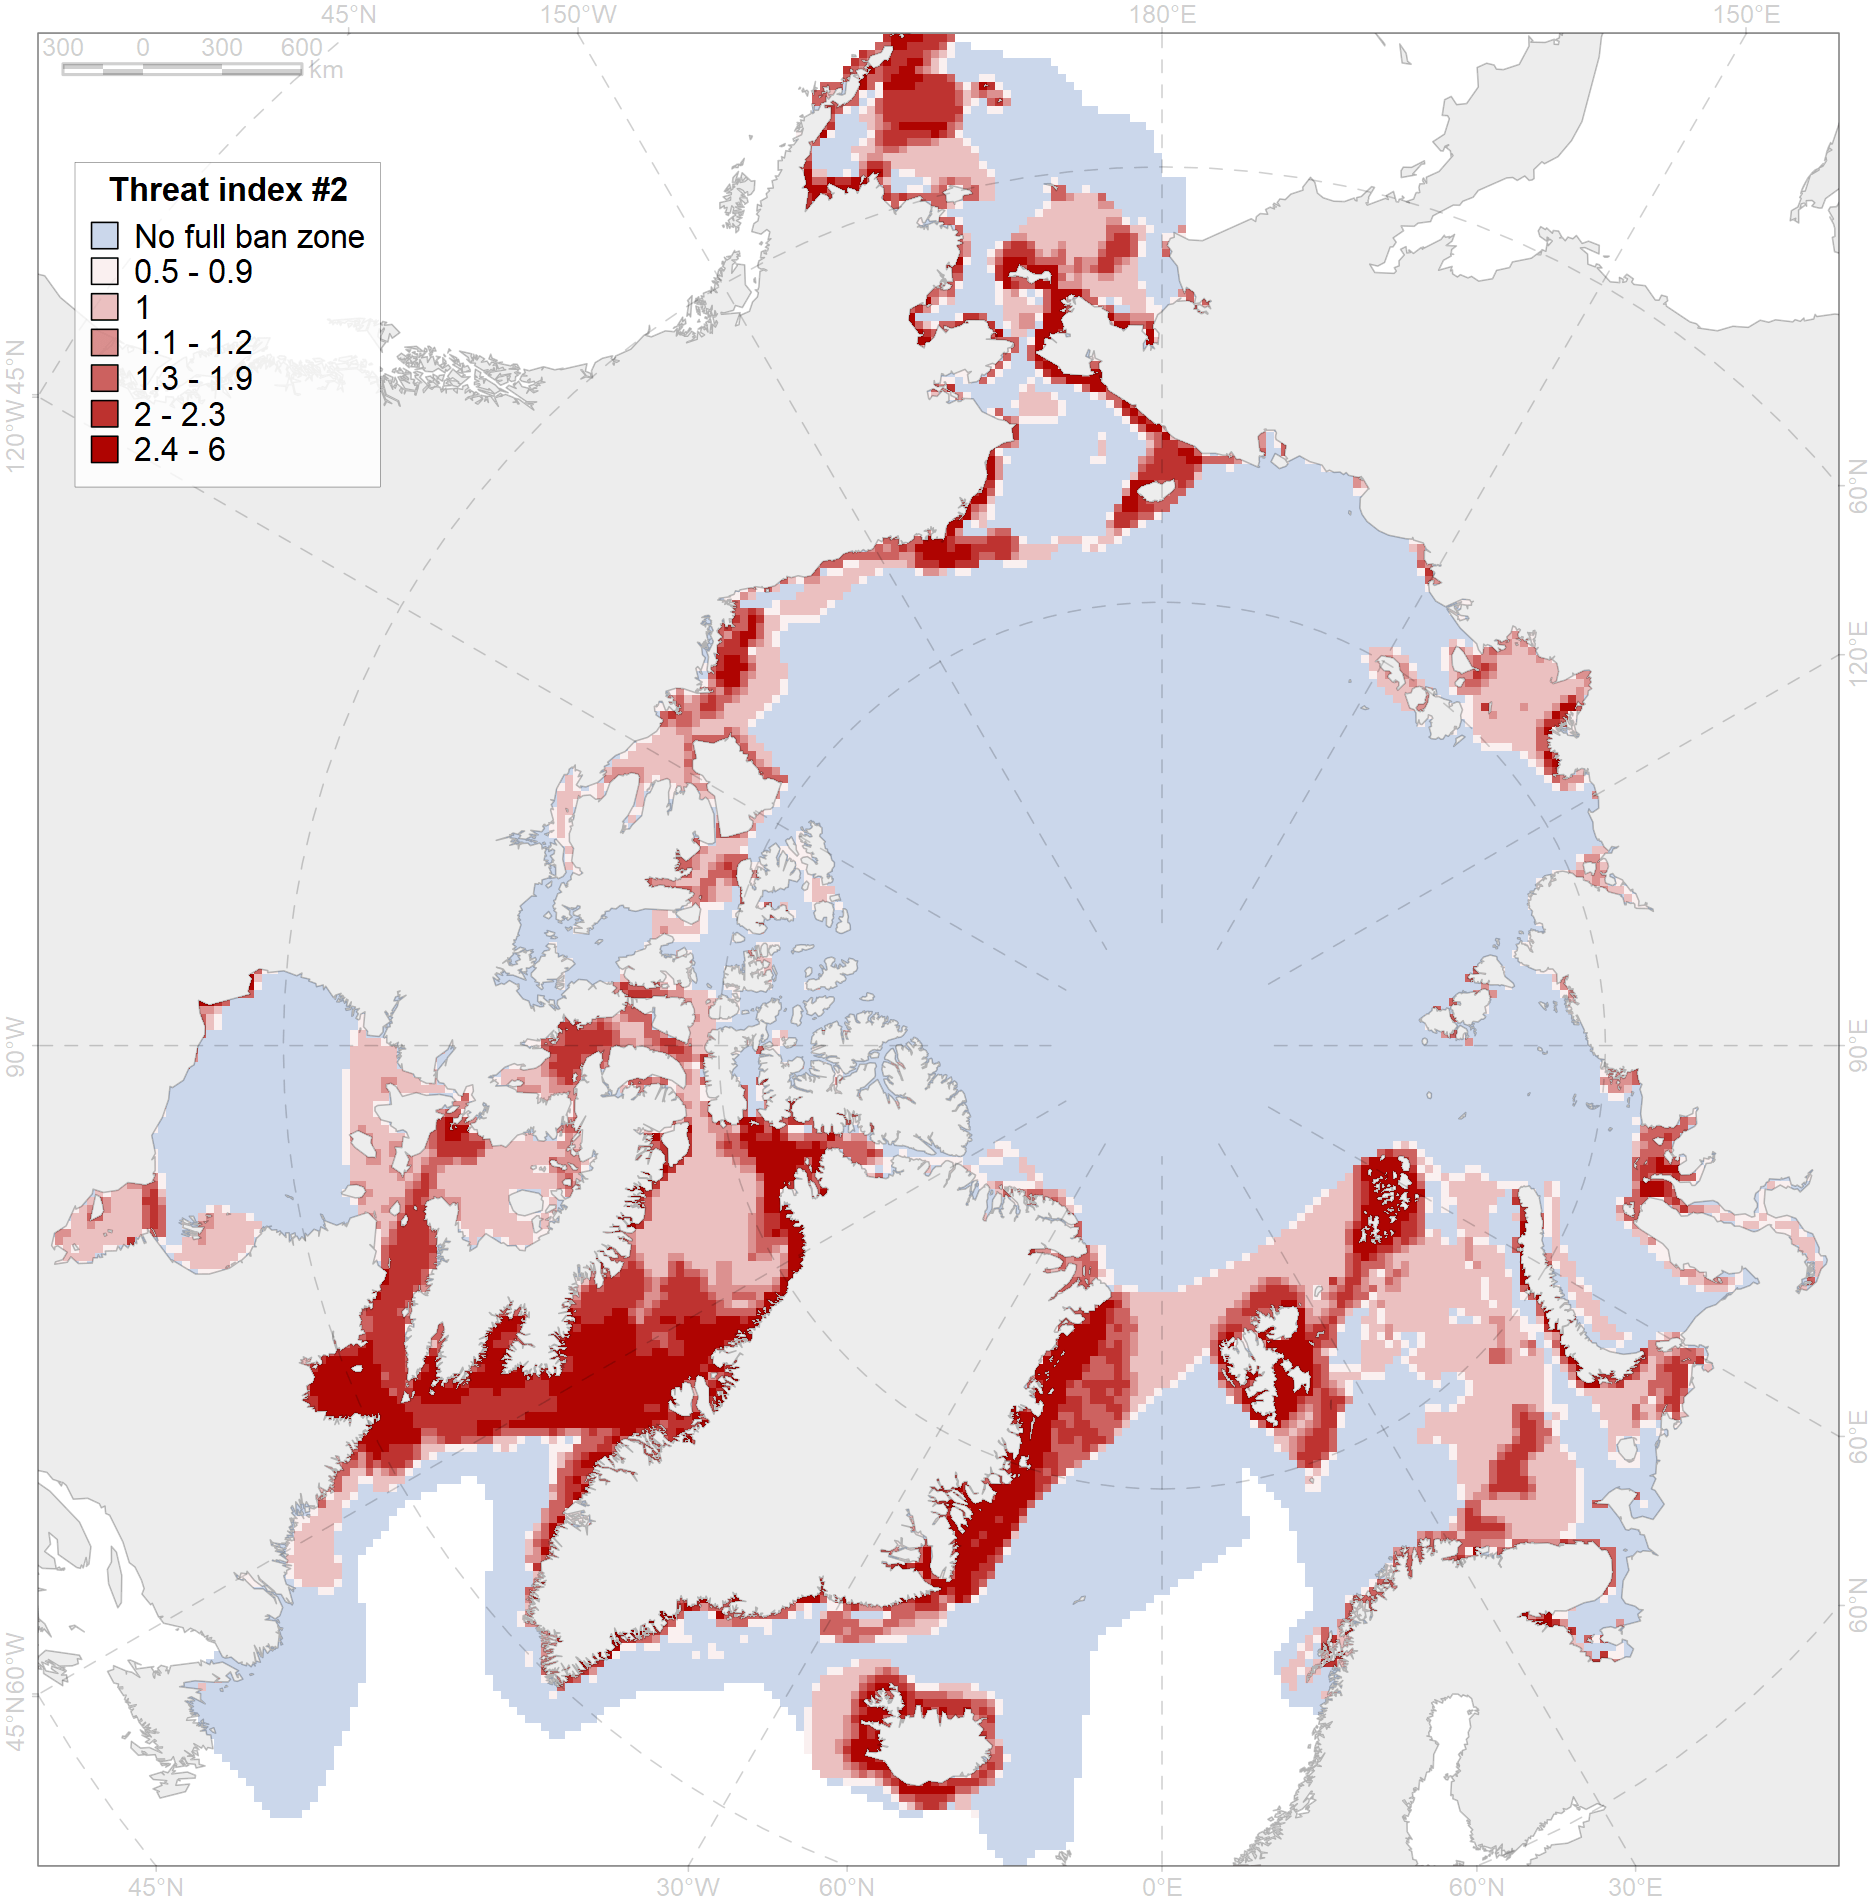 45°N 150°W 180°E 150°E
300 0 300 600
km
Threat index #2
No full ban zone
0.5 - 0.9
1
1.1 - 1.2
1.3 - 1.9
2 - 2.3
2.4 - 6
45°N
120°W
90°W
60°W
45°N
60°N
120°E
90°E
60°E
60°N
45°N 30°W 60°N 0°E 60°N 30°E